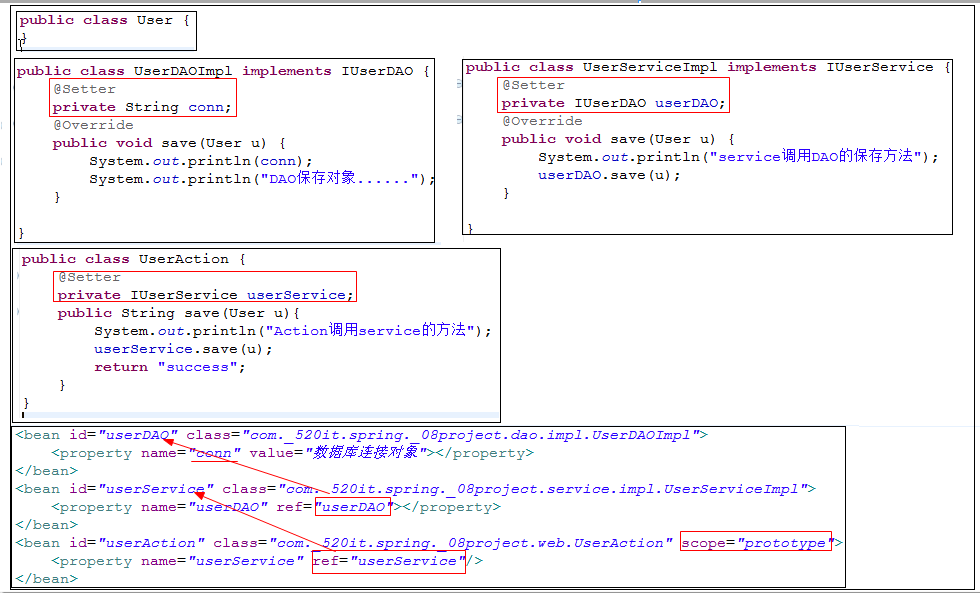 public class User {
}
public class UserDAOImpl implements IUserDAO {
@Setter
private String conn;
@Override
public void save(User u) {
System.out.println(conn);
System.out.println("DAO保存对象......");
}
}
public class UserServiceImpl implements IUserService {
@Setter
private IUserDAO userDAO;
@Override
public void save(User u) {
System.out.println("service调用DAO的保存方法");
userDAO.save(u);
}
}
public class UserAction {
@Setter
private IUserService userService;
public String save(User u){
System.out.println("Action调用service的方法");
userService.save(u);
return "success";
}
}
<bean id="userDAO" class="com._520it.spring._08project.dao.impl.UserDAOImpl">
<property name="conn" value="数据库连接对象"></property>
</bean>
<bean id="userService" class="com._520it.spring._08project.service.impl.UserServiceImpl">
<property name="userDAO" ref="userDAO"></property>
</bean>
<bean id="userAction" class="com._520it.spring._08project.web.UserAction" scope="prototype">
<property name="userService" ref="userService"/>
</bean>